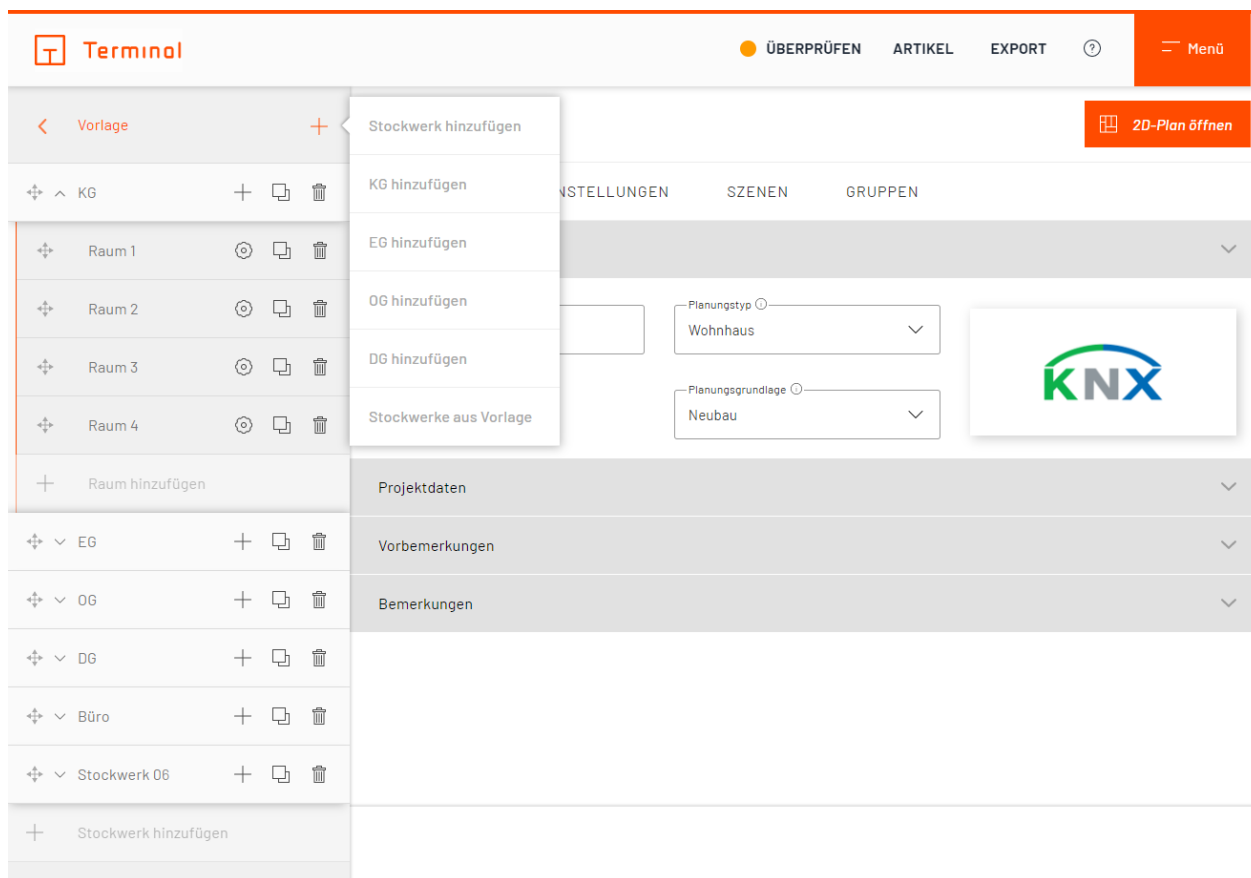 Terminal
ÜBERPRÜFEN ARTIKEL EXPORT ? Menü
Vorlage
Stockwerk hinzufügen
KG hinzufügen
EG hinzufügen
OG hinzufügen
DG hinzufügen
Stockwerke aus Vorlage
2D-Plan öffnen
KG
Raum 1
Raum 2
Raum 3
Raum 4
Raum hinzufügen
EG
OG
DG
Büro
Stockwerk 06
Stockwerk hinzufügen
NSTELLUNGEN SZENEN GRUPPEN
Planungstyp
Wohnhaus
Planungsgrundlage
Neubau
KNX
Projektdaten
Vorbemerkungen
Bemerkungen